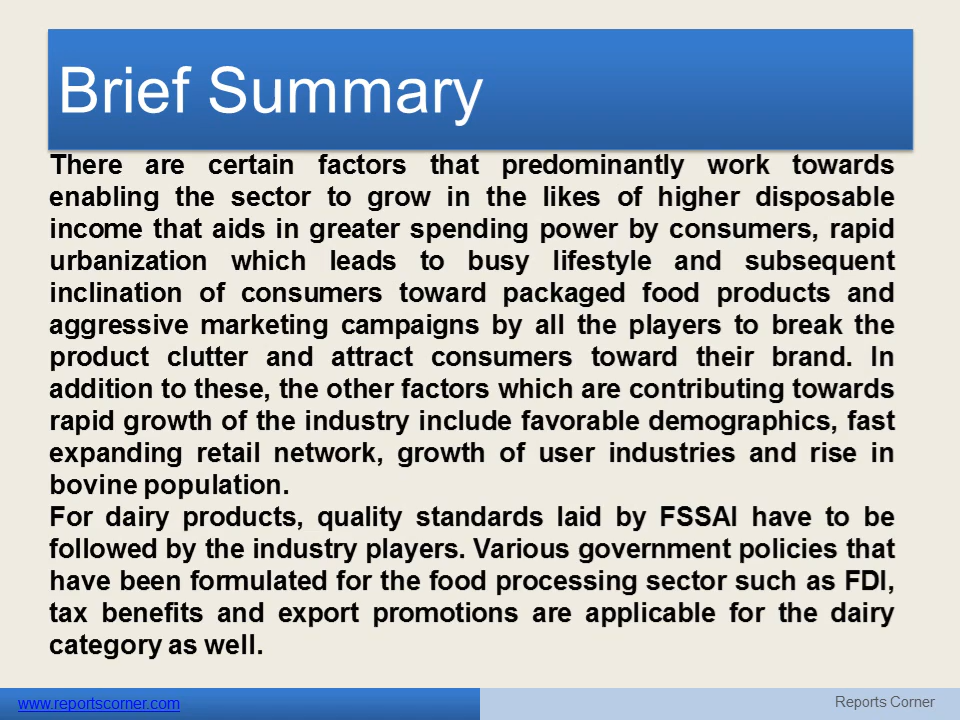 Brief Summary
There are certain factors that predominantly work towards
enabling the sector to grow in the likes of higher disposable
income that aids in greater spending power by consumers, rapid
urbanization which leads to busy lifestyle and subsequent
inclination of consumers toward packaged food products and
aggressive marketing campaigns by all the players to break the
product clutter and attract consumers toward their brand. In
addition to these, the other factors which are contributing towards
rapid growth of the industry include favorable demographics, fast
expanding retail network, growth of user industries and rise in
bovine population.
For dairy products, quality standards laid by FSSAI have to be
followed by the industry players. Various government policies that
have been formulated for the food processing sector such as FDI,
tax benefits and export promotions are applicable for the dairy
category as well.
www.reportscorner.com
Reports Corner